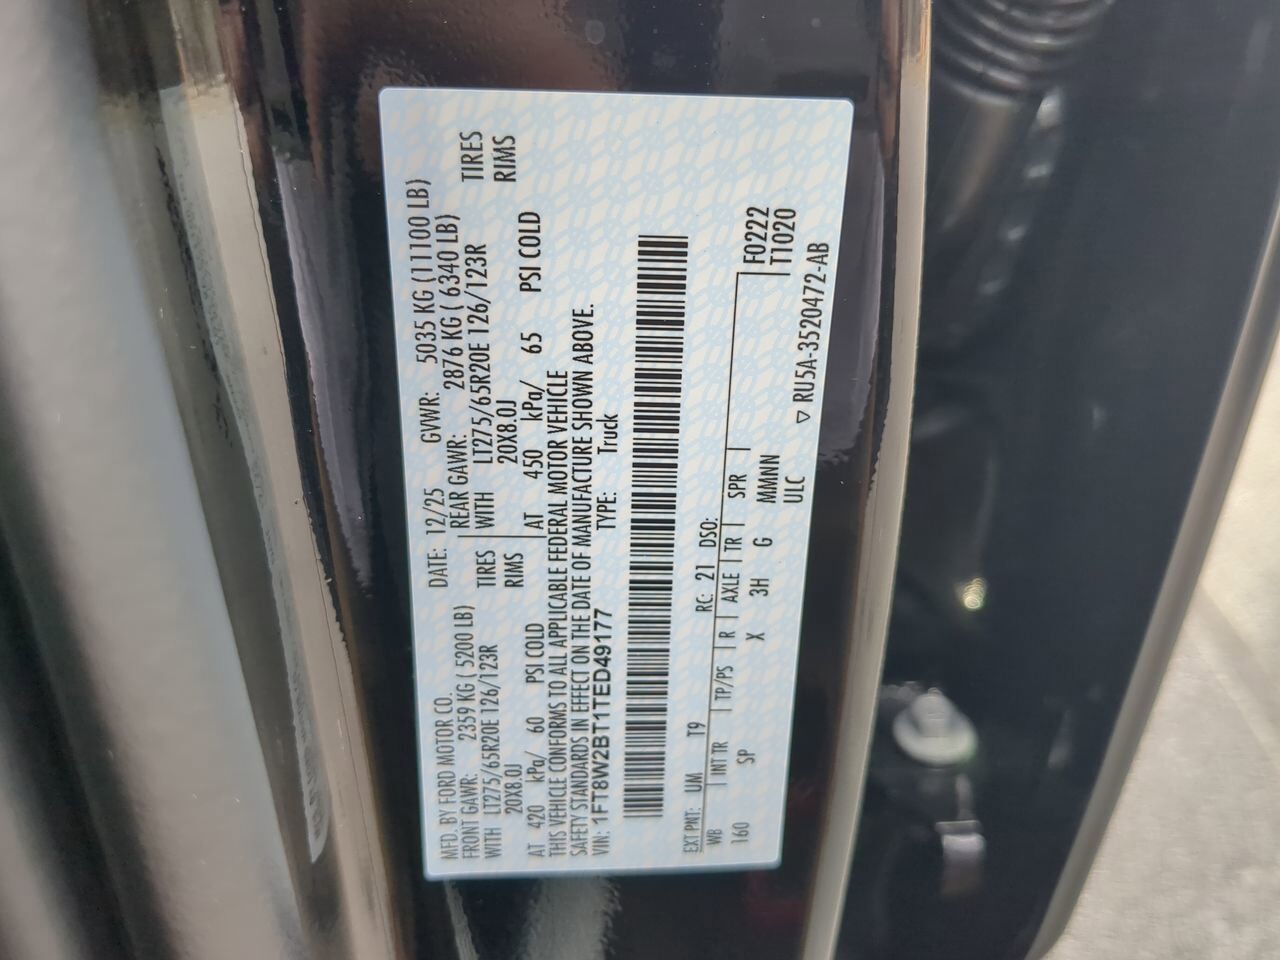 MFD. BY FORD MOTOR CO.
DATE: 12/25 GVWR: 5035 KG (11100 LB)
FRONT GAWR: 2359 KG ( 5200 LB)
REAR GAWR: 2876 KG ( 6340 LB)
WITH LT275/65R20E 126/123R TIRES
WITH LT275/65R20E 126/123R TIRES
20X8.0J RIMS
20X8.0J RIMS
AT 420 kPa/ 60 PSI COLD
AT 450 kPa/ 65 PSI COLD
THIS VEHICLE CONFORMS TO ALL APPLICABLE FEDERAL MOTOR VEHICLE
SAFETY STANDARDS IN EFFECT ON THE DATE OF MANUFACTURE SHOWN ABOVE.
VIN: 1FT8W2BT1TED49177 TYPE: Truck
EXT PNT: UM T9 RC: 21 DSO:
WB INT TR TP/PS R AXLE TR SPR F0222
160 SP X 3H G MMNN T1020
ULC
▽ RU5A-3520472-AB